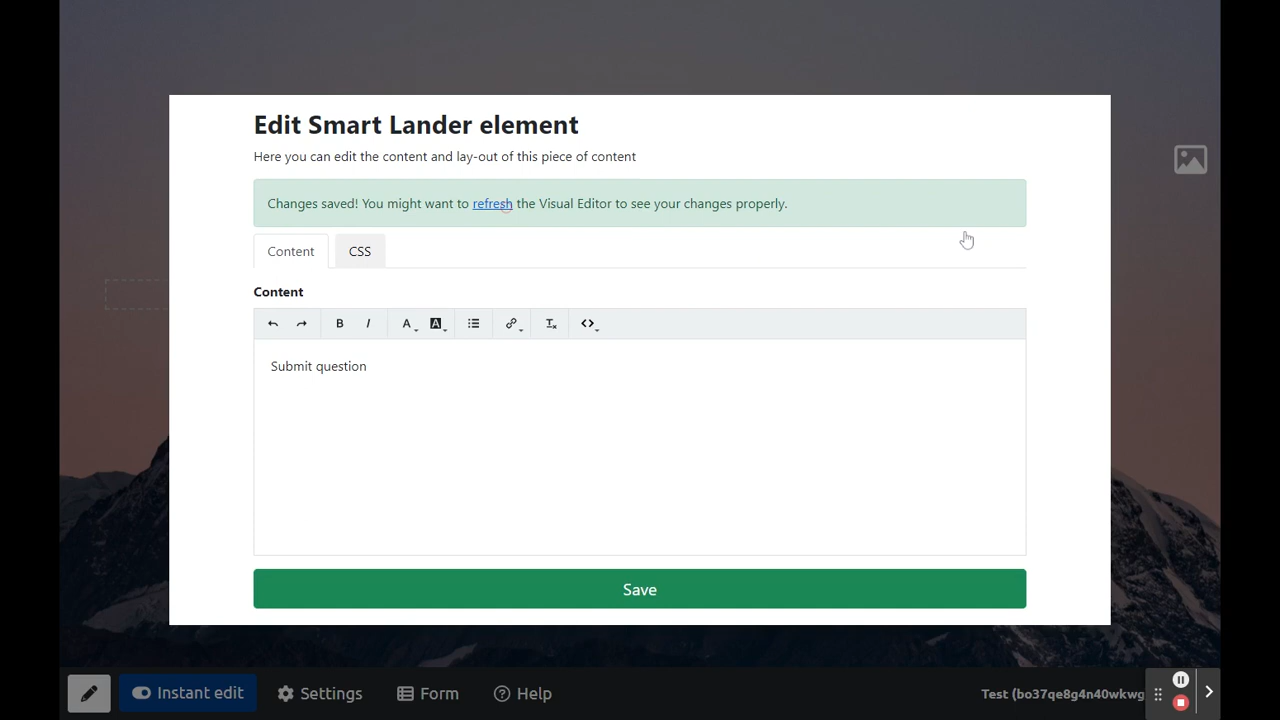 Edit Smart Lander element
Here you can edit the content and lay-out of this piece of content
Changes saved! You might want to refresh the Visual Editor to see your changes properly.
Content CSS
Content
B I A A
Submit question
Save
Instant edit Settings Form Help Test (bo37qe8g4n40wkwg